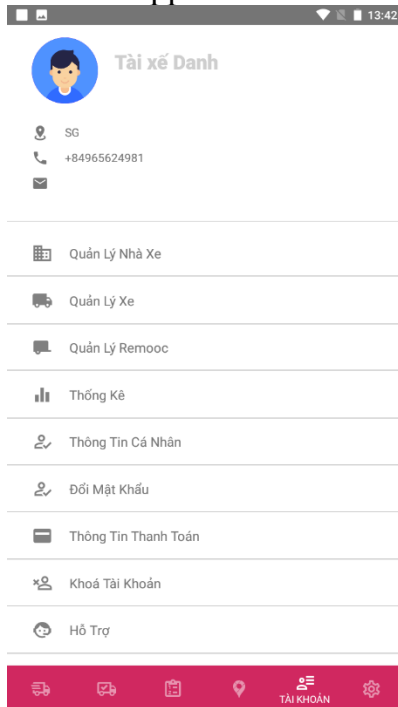 13:42
Tài xế Danh
SG
+84965624981
Quản Lý Nhà Xe
Quản Lý Xe
Quản Lý Remooc
Thống Kê
Thông Tin Cá Nhân
Đổi Mật Khẩu
Thông Tin Thanh Toán
Khoá Tài Khoản
Hỗ Trợ
TÀI KHOẢN